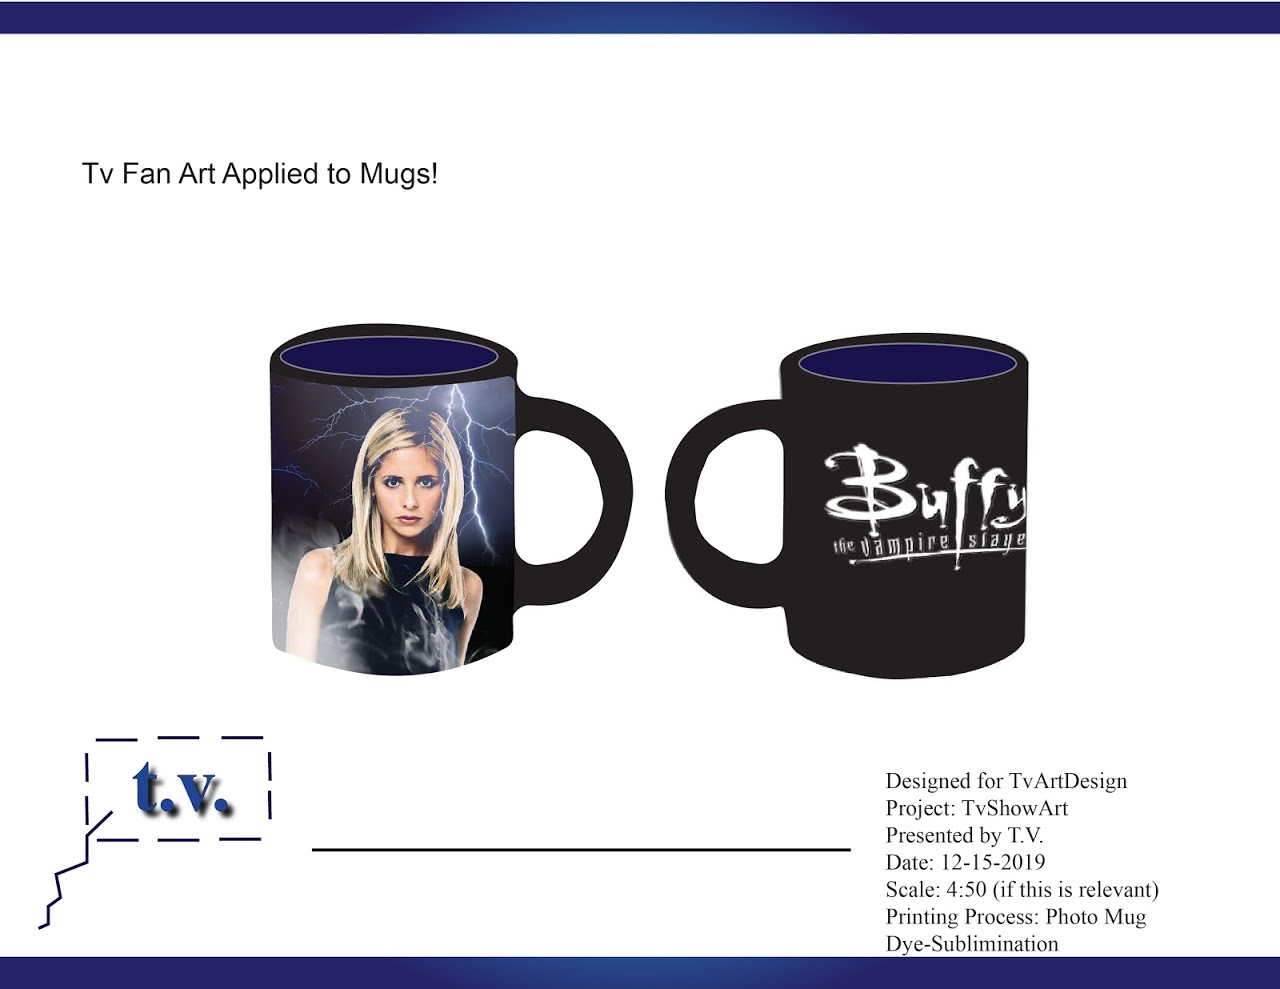 Tv Fan Art Applied to Mugs!
Buffy
the vampire slaye
t.v.
Designed for TvArtDesign
Project: TvShowArt
Presented by T.V.
Date: 12-15-2019
Scale: 4:50 (if this is relevant)
Printing Process: Photo Mug
Dye-Sublimination